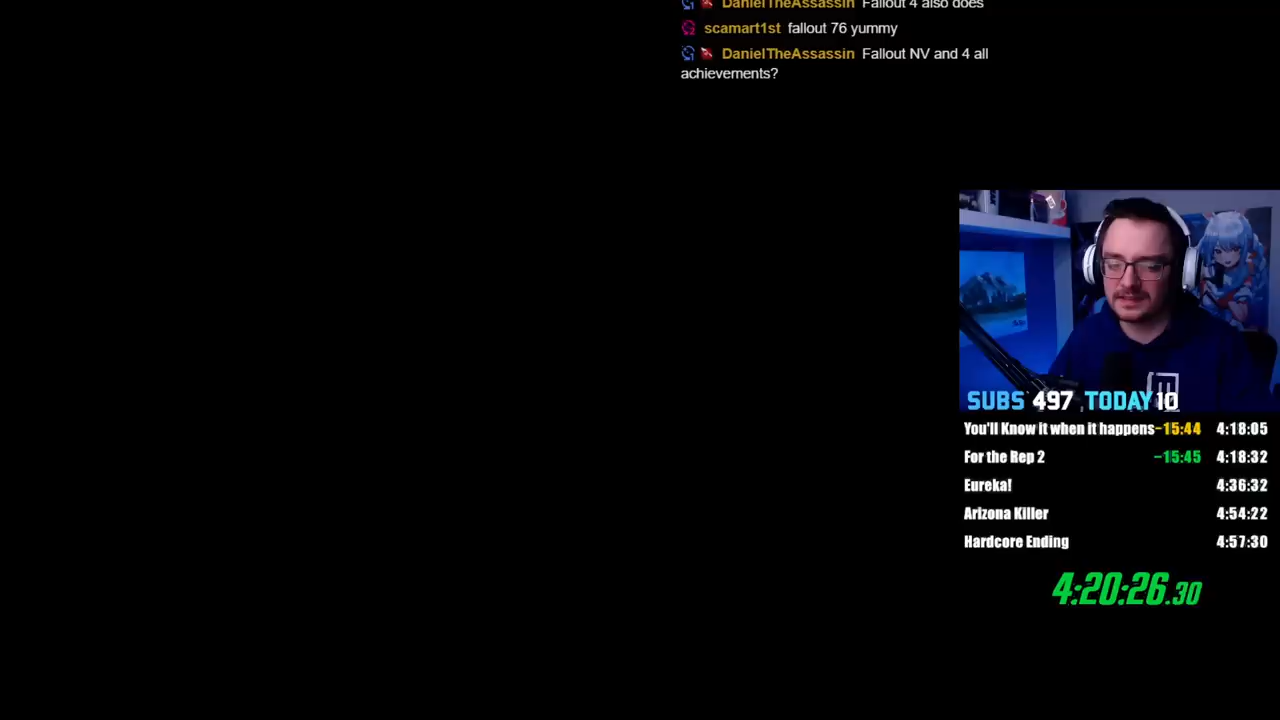 DanielTheAssassin Fallout 4 also does
scamart1st fallout 76 yummy
DanielTheAssassin Fallout NV and 4 all
achievements?
SUBS 497 TODAY 10
You'll Know it when it happens -15:44 4:18:05
For the Rep 2 -15:45 4:18:32
Eureka! 4:36:32
Arizona Killer 4:54:22
Hardcore Ending 4:57:30
4:20:26.30